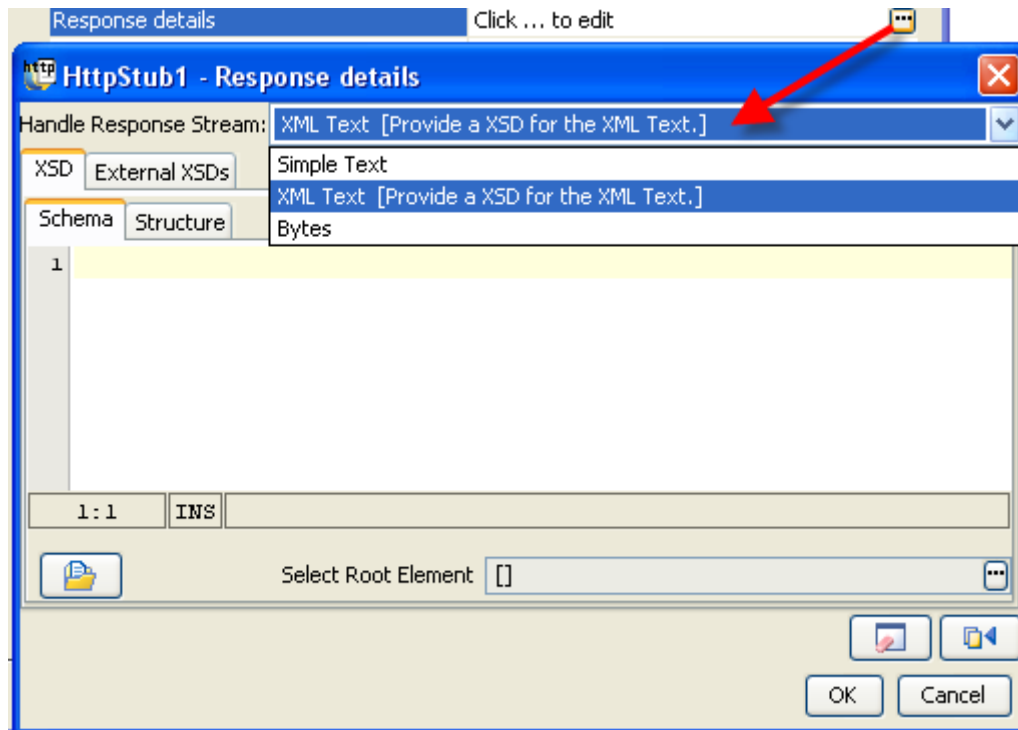 Response details Click ... to edit
http HttpStub1 - Response details
Handle Response Stream: XML Text [Provide a XSD for the XML Text.]
XSD External XSDs Simple Text
XML Text [Provide a XSD for the XML Text.]
Schema Structure Bytes
1
1:1 INS
Select Root Element []
OK Cancel